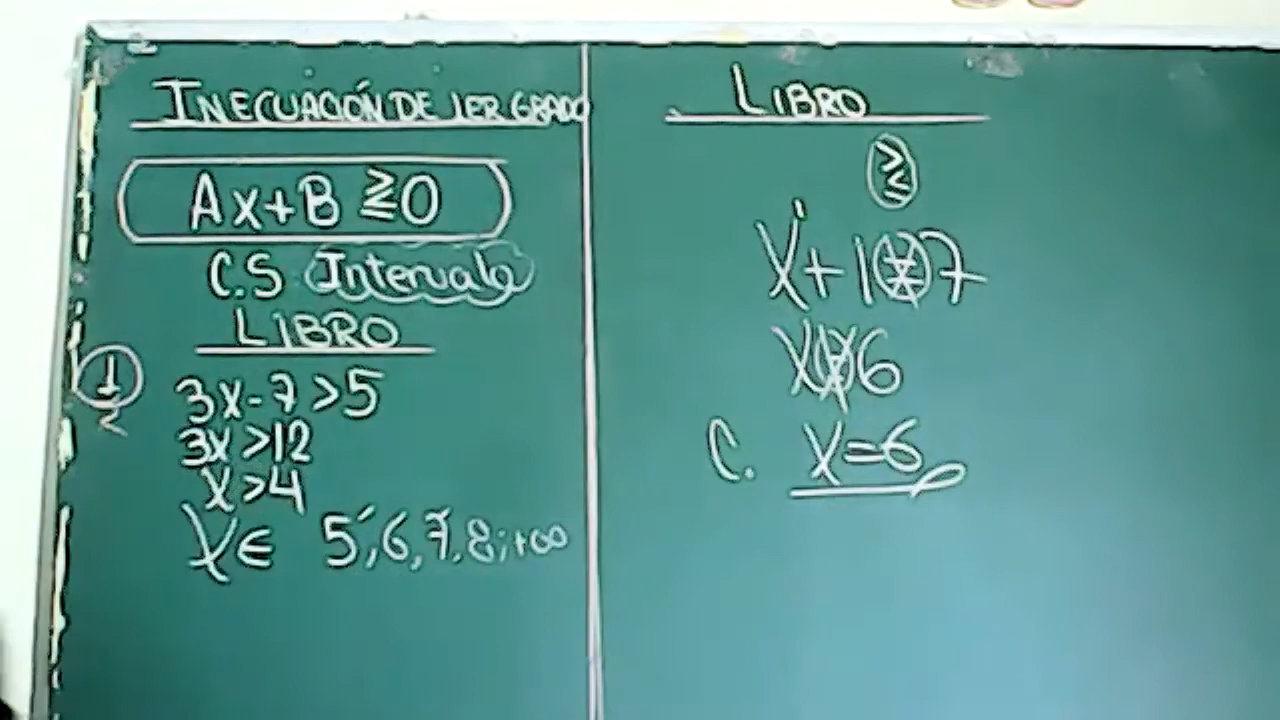 INECUACIÓN DE 1ER GRADO
Ax+B ≷ 0
C.S Intervalo
LIBRO
1
3x-7>5
3x>12
x>4
X∈ 5,6,7,8;+∞
LIBRO
≷
X+1=7
X=6
C. X=6